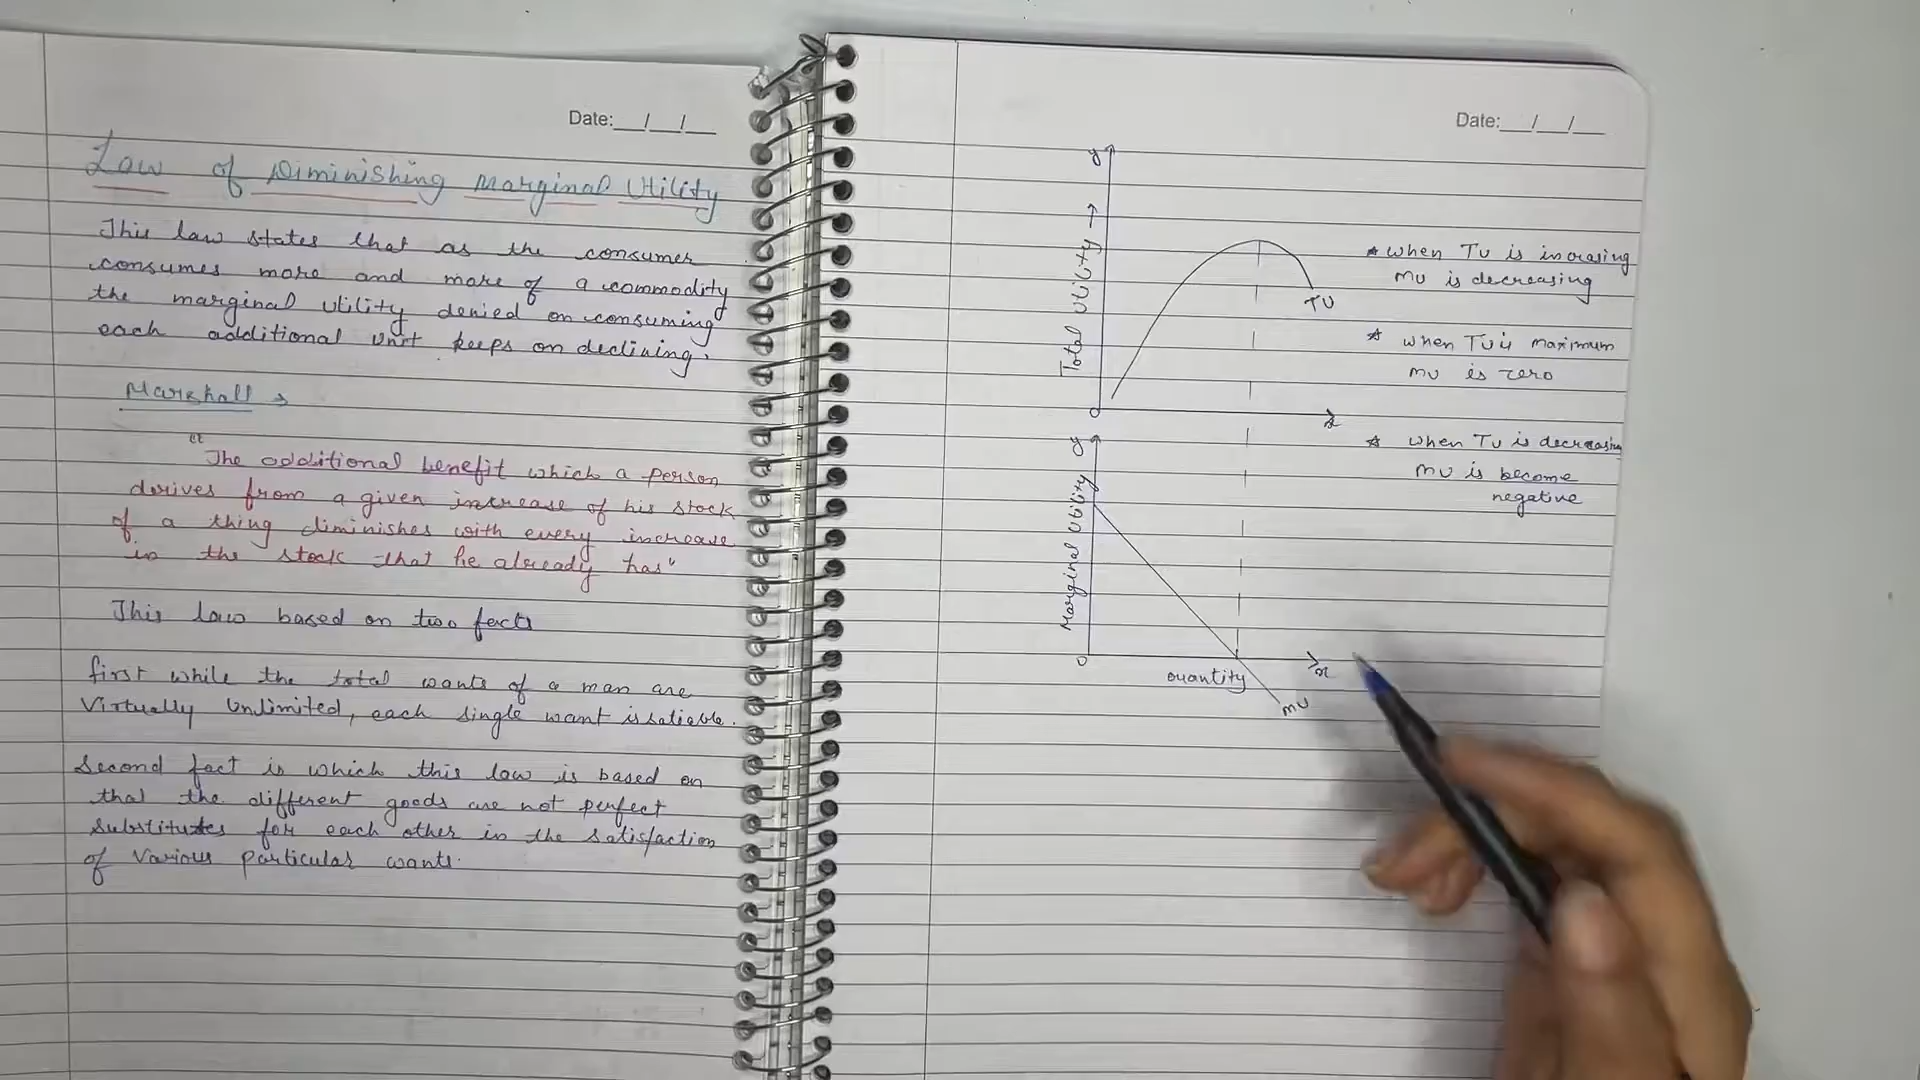 Date:__/__/__
Law of Diminishing Marginal Utility
This law states that as the consumer
consumes more and more of a commodity
the marginal utility denied on consuming
each additional unit keeps on declining.
Marshall →
"The additional benefit which a person
derives from a given increase of his stock
of a thing diminishes with every increase
in the stock that he already has"
This law based on two facts
first while the total wants of a man are
Virtually Unlimited, each single want is satiable.
Second fact is which this law is based on
that the different goods are not perfect
substitutes for each other in the satisfaction
of various particular wants.
Date:__/__/__
y
Total Utility →
TU
O
x
* when TU is incrasing
MU is decreasing
* when TU is maximum
MU is zero
* when TU is decreasing
MU is become
negative
y
Marginal Utility
O
quantity
x
MU